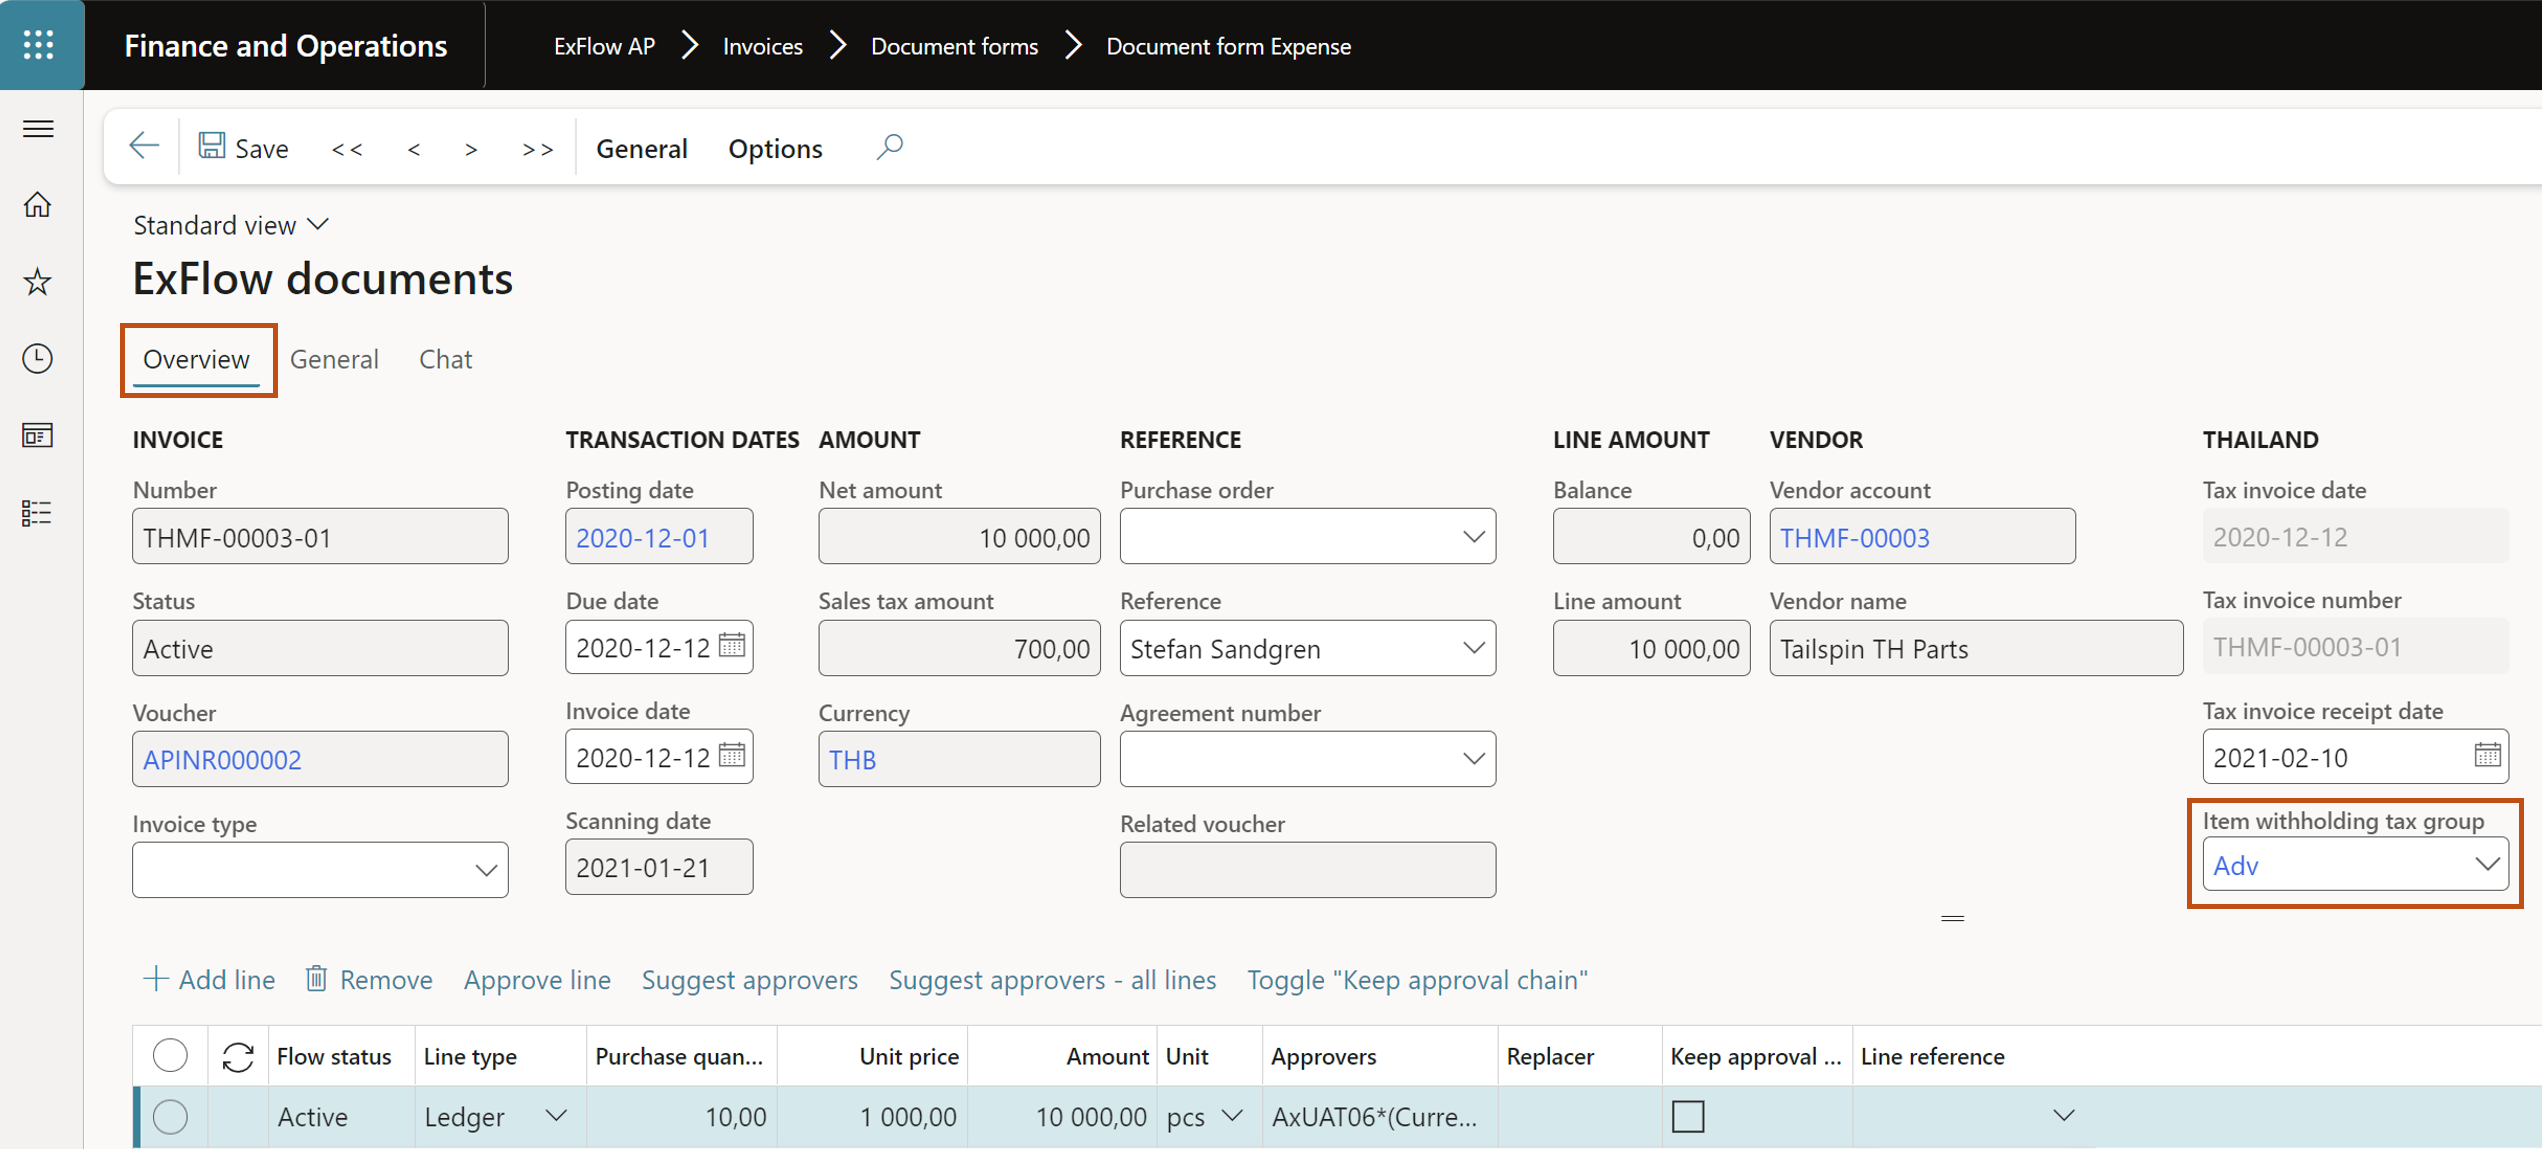 Finance and Operations
ExFlow AP > Invoices > Document forms > Document form Expense
Save << < > >> General Options
Standard view
ExFlow documents
Overview General Chat
INVOICE TRANSACTION DATES AMOUNT REFERENCE LINE AMOUNT VENDOR THAILAND
Number Posting date Net amount Purchase order Balance Vendor account Tax invoice date
THMF-00003-01 2020-12-01 10 000,00 0,00 THMF-00003 2020-12-12
Status Due date Sales tax amount Reference Line amount Vendor name Tax invoice number
Active 2020-12-12 700,00 Stefan Sandgren 10 000,00 Tailspin TH Parts THMF-00003-01
Voucher Invoice date Currency Agreement number Tax invoice receipt date
APINR000002 2020-12-12 THB 2021-02-10
Invoice type Scanning date Related voucher Item withholding tax group
2021-01-21 Adv
+ Add line Remove Approve line Suggest approvers Suggest approvers - all lines Toggle "Keep approval chain"
Flow status Line type Purchase quan... Unit price Amount Unit Approvers Replacer Keep approval ... Line reference
Active Ledger 10,00 1 000,00 10 000,00 pcs AxUAT06*(Curre...